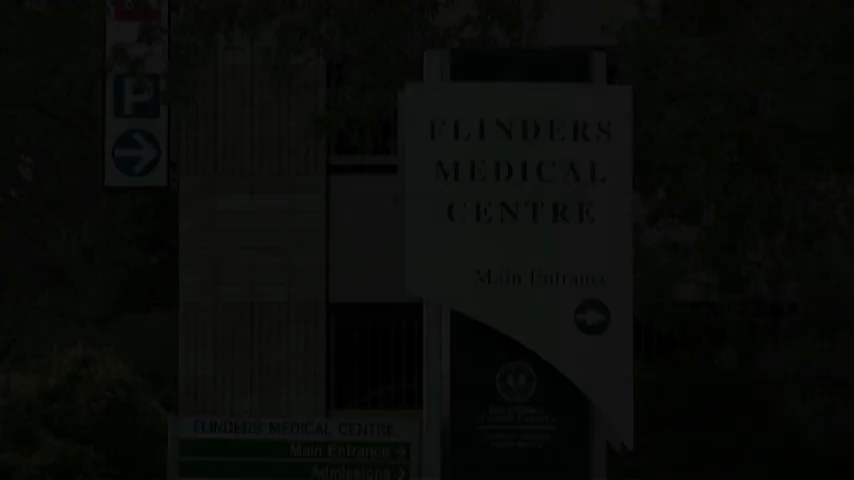 P
FLINDERS
MEDICAL
CENTRE
Main Entrance
FLINDERS MEDICAL CENTRE
Main Entrance
Admissions